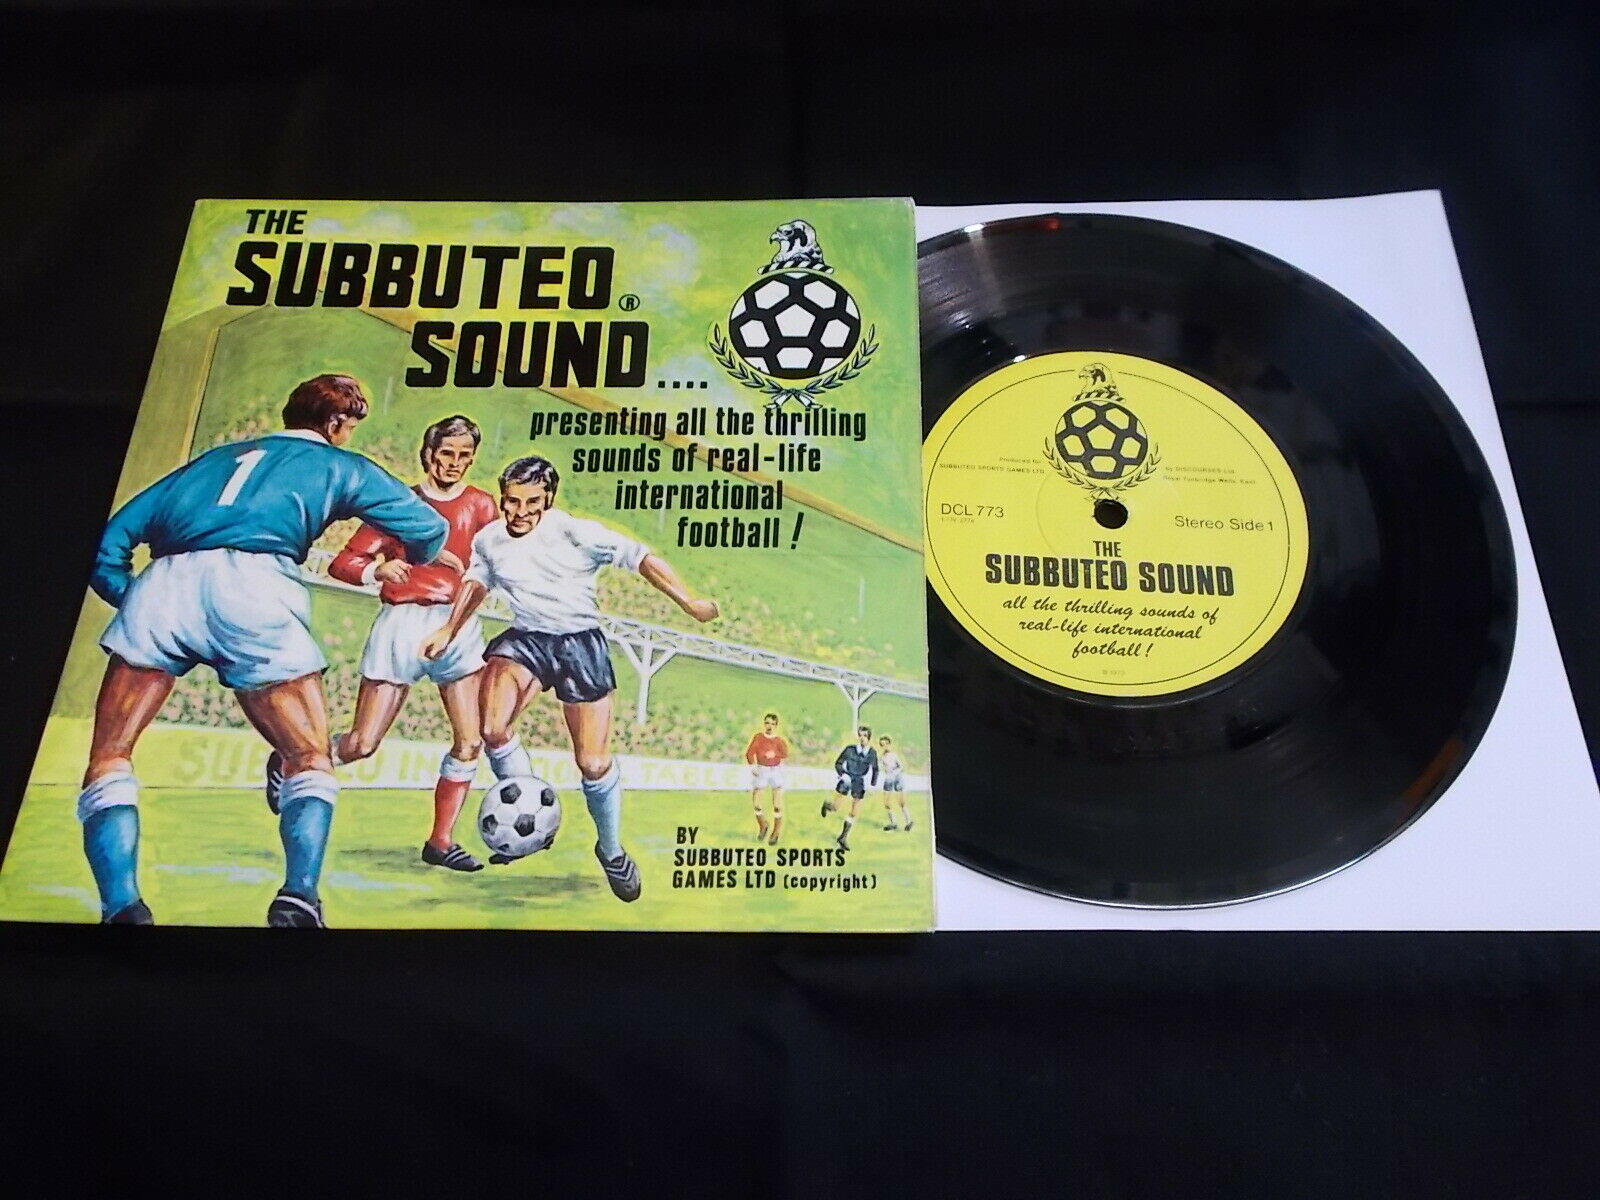 THE
SUBBUTEO ®
SOUND ....
presenting all the thrilling
sounds of real-life
international
football !
1
BY
SUBBUTEO SPORTS
GAMES LTD (copyright)
Produced for
SUBBUTEO SPORTS GAMES LTD.
by DISCOURSES Ltd.
Royal Tunbridge Wells, Kent.
DCL 773
Stereo Side 1
THE
SUBBUTEO SOUND
all the thrilling sounds of
real-life international
football !